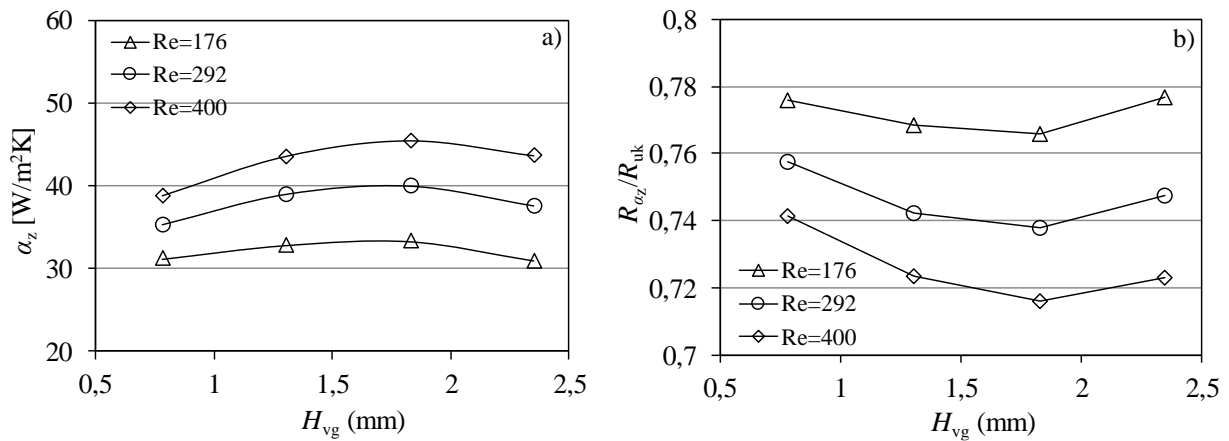 60
50
40
30
20
α_z [W/m²K]
Re=176
Re=292
Re=400
a)
0,5 1 1,5 2 2,5
H_vg (mm)
0,8
0,78
0,76
0,74
0,72
0,7
R_αz/R_uk
b)
Re=176
Re=292
Re=400
0,5 1 1,5 2 2,5
H_vg (mm)